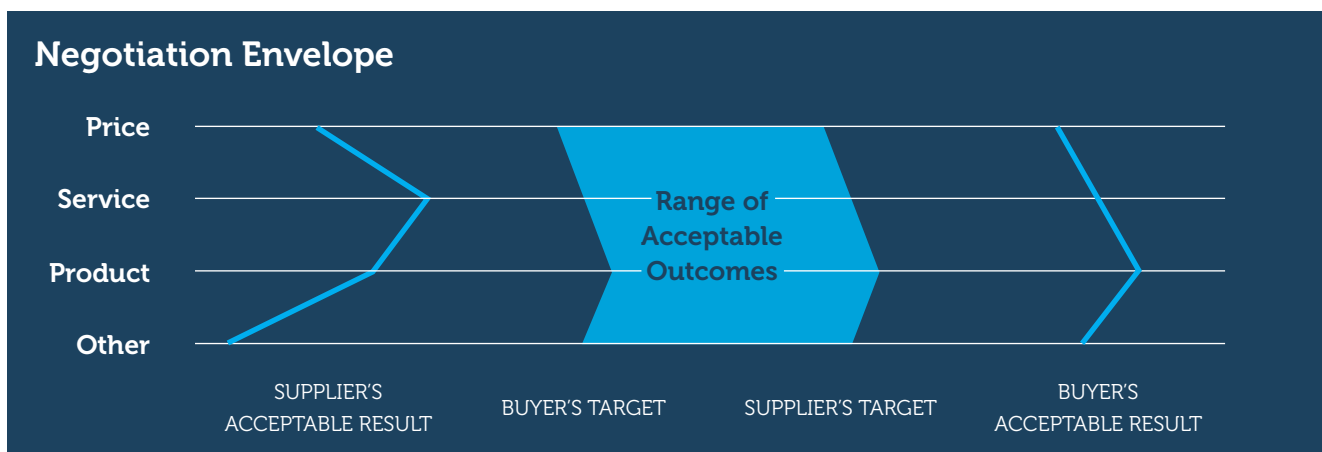 Negotiation Envelope
Price
Service
Product
Other
Range of
Acceptable
Outcomes
SUPPLIER’S
ACCEPTABLE RESULT
BUYER’S TARGET
SUPPLIER’S TARGET
BUYER’S
ACCEPTABLE RESULT